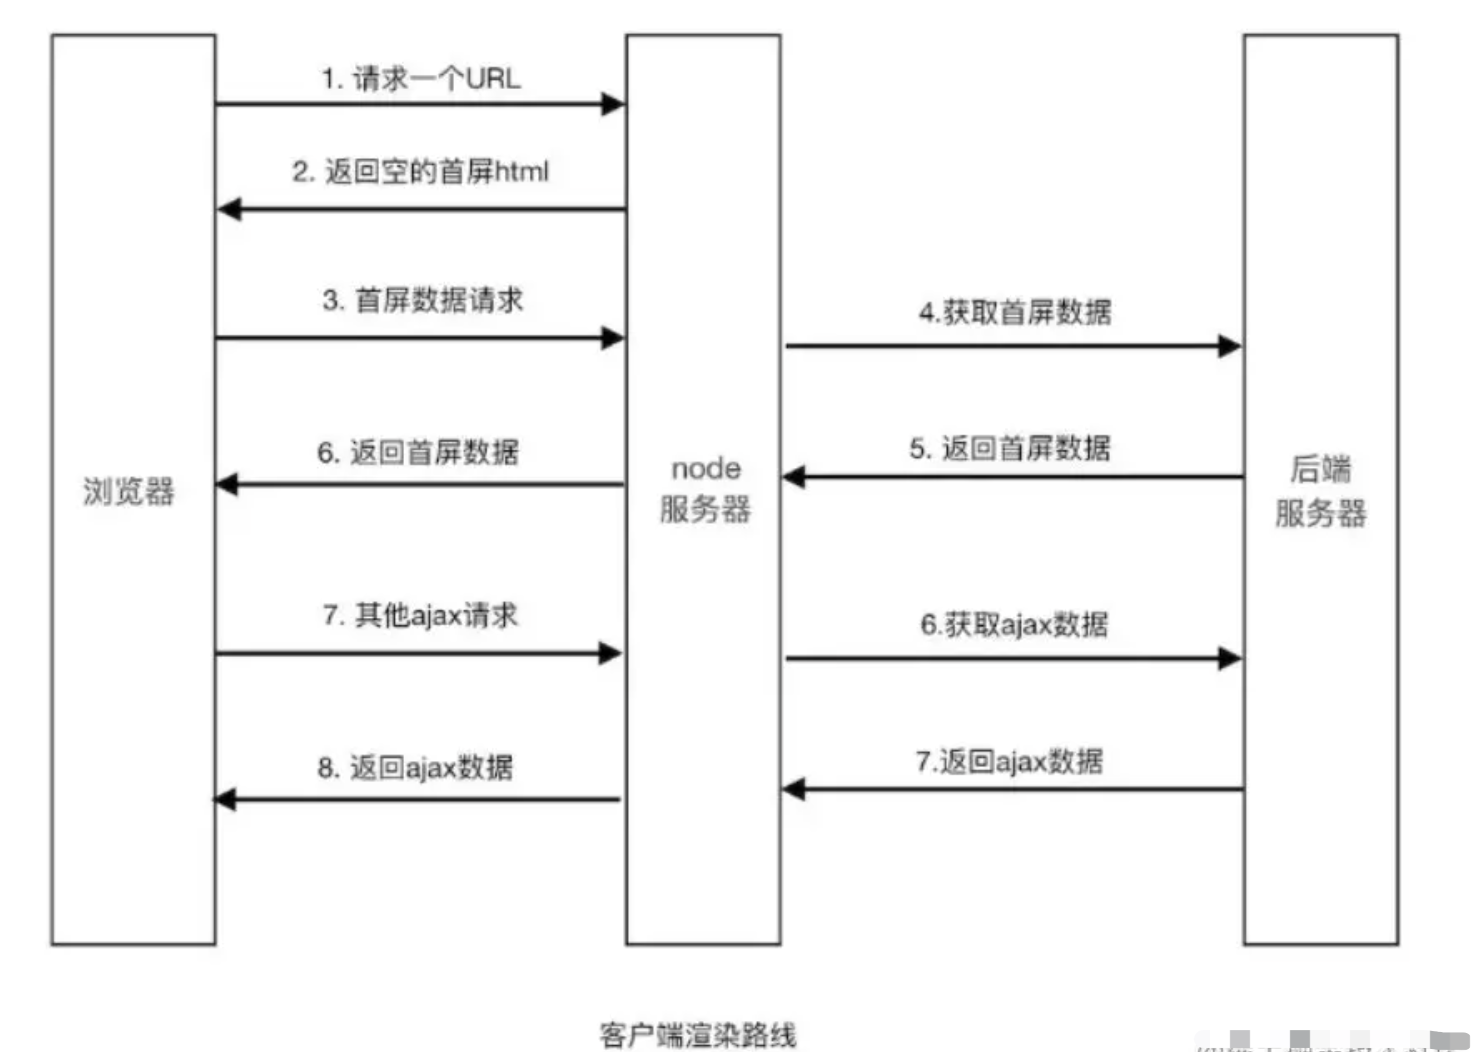 1. 请求一个URL
2. 返回空的首屏html
3. 首屏数据请求
4.获取首屏数据
5. 返回首屏数据
6. 返回首屏数据
浏览器
node
服务器
后端
服务器
7. 其他ajax请求
6.获取ajax数据
7.返回ajax数据
8. 返回ajax数据
客户端渲染路线